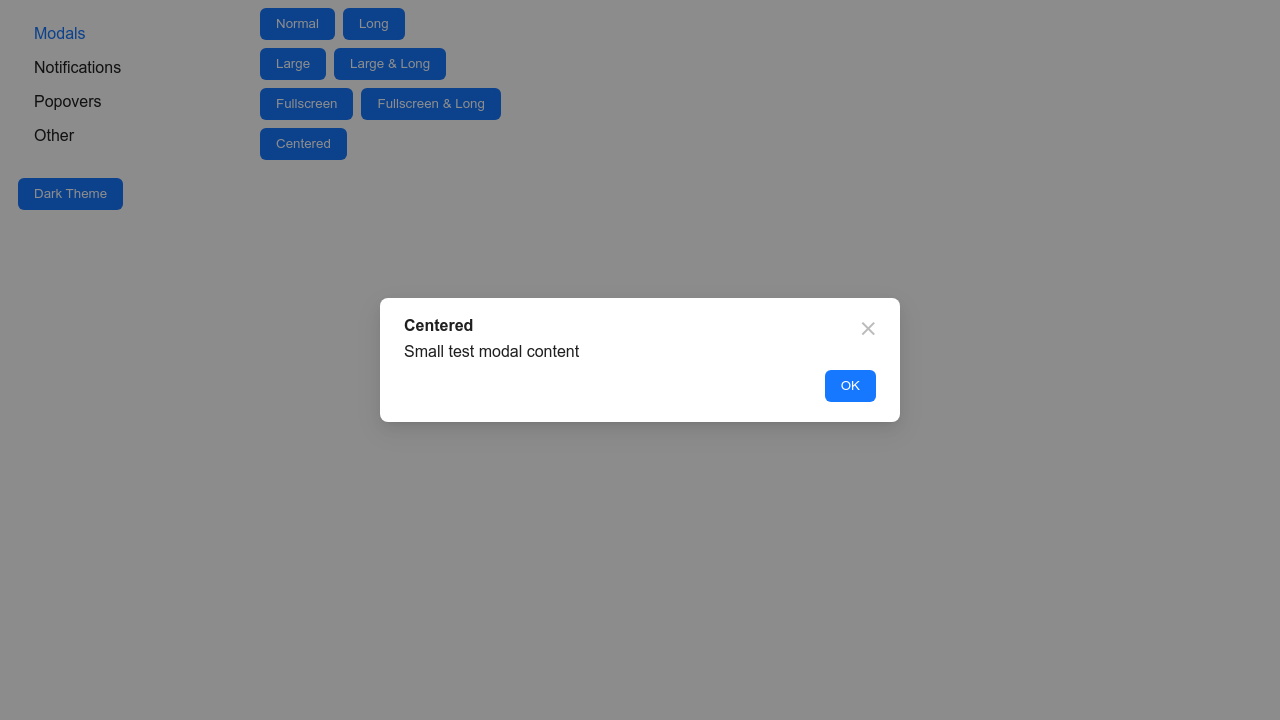 Modals
Notifications
Popovers
Other
Dark Theme
Normal Long
Large Large & Long
Fullscreen Fullscreen & Long
Centered
Centered
Small test modal content
OK